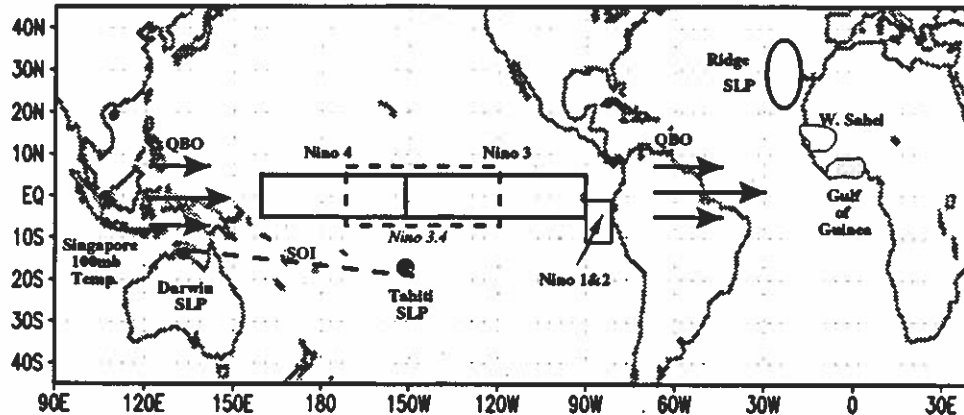 40N
30N
20N
10N
EQ
10S
20S
30S
40S
90E
120E
150E
180
150W
120W
90W
60W
30W
0
30E
QBO
Nino 4
Nino 3
QBO
Ridge
SLP
W. Sahel
Gulf
of
Guinea
Nino 3.4
SOI
Singapore
100mb
Temp.
Darwin
SLP
Tahiti
SLP
Nino 1&2